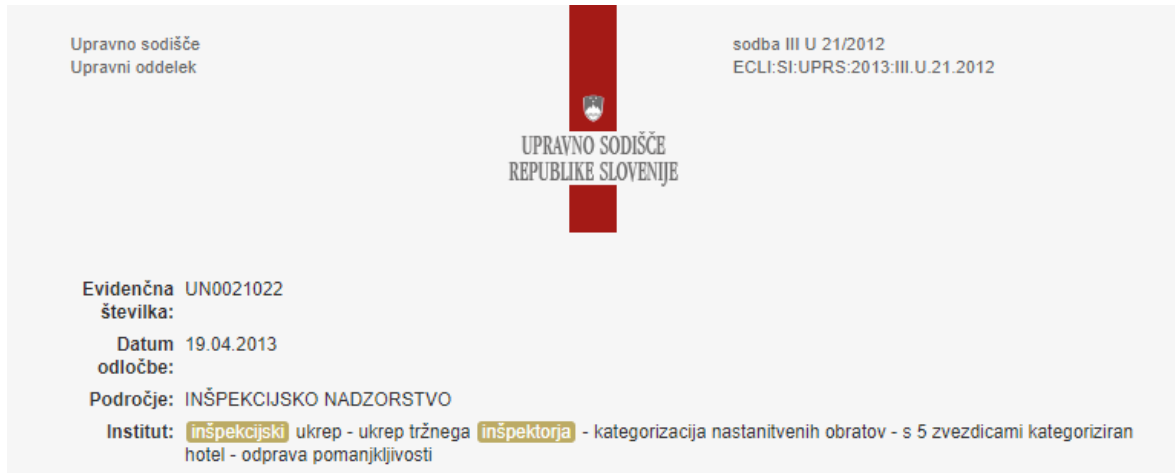 Upravno sodišče
Upravni oddelek
sodba III U 21/2012
ECLI:SI:UPRS:2013:III.U.21.2012
UPRAVNO SODIŠČE
REPUBLIKE SLOVENIJE
Evidenčna številka: UN0021022
Datum odločbe: 19.04.2013
Področje: INŠPEKCIJSKO NADZORSTVO
Institut: inšpekcijski ukrep - ukrep tržnega inšpektorja - kategorizacija nastanitvenih obratov - s 5 zvezdicami kategoriziran
hotel - odprava pomanjkljivosti